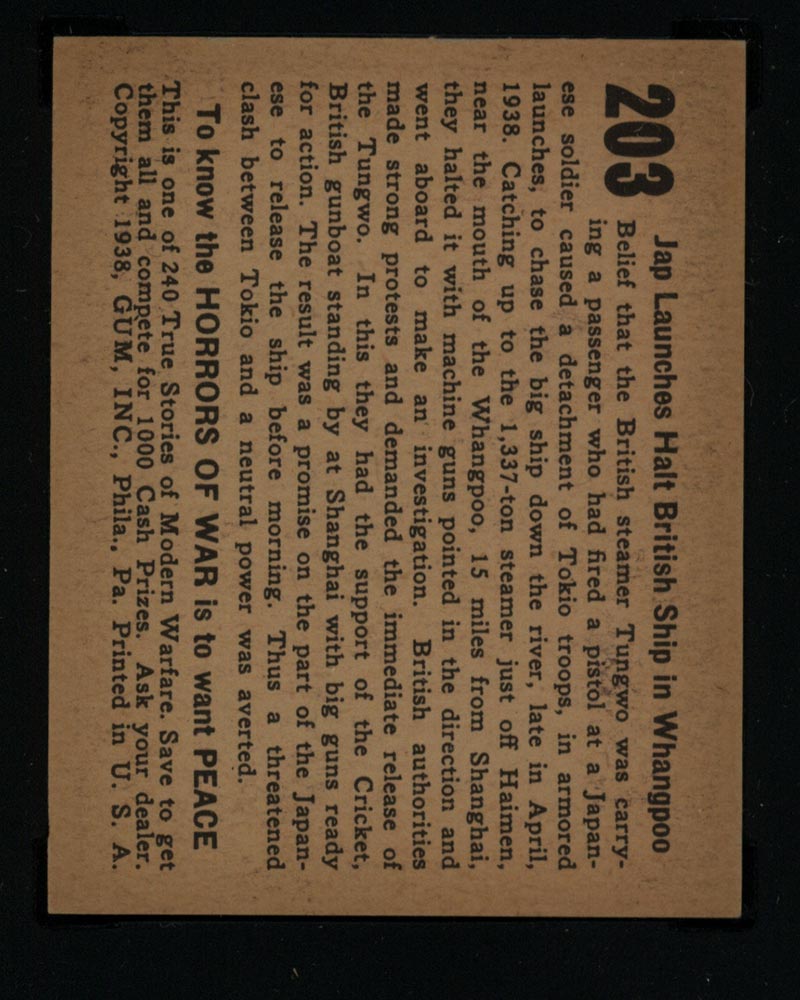 203
Jap Launches Halt British Ship in Whangpoo
Belief that the British steamer Tungwo was carry-
ing a passenger who had fired a pistol at a Japan-
ese soldier caused a detachment of Tokio troops, in armored
launches, to chase the big ship down the river, late in April,
1938. Catching up to the 1,337-ton steamer just off Haimen,
near the mouth of the Whangpoo, 15 miles from Shanghai,
they halted it with machine guns pointed in the direction and
went aboard to make an investigation. British authorities
made strong protests and demanded the immediate release of
the Tungwo. In this they had the support of the Cricket,
British gunboat standing by at Shanghai with big guns ready
for action. The result was a promise on the part of the Japan-
ese to release the ship before morning. Thus a threatened
clash between Tokio and a neutral power was averted.
To know the HORRORS OF WAR is to want PEACE
This is one of 240 True Stories of Modern Warfare. Save to get
them all and compete for 1000 Cash Prizes. Ask your dealer.
Copyright 1938, GUM, INC., Phila., Pa. Printed in U. S. A.